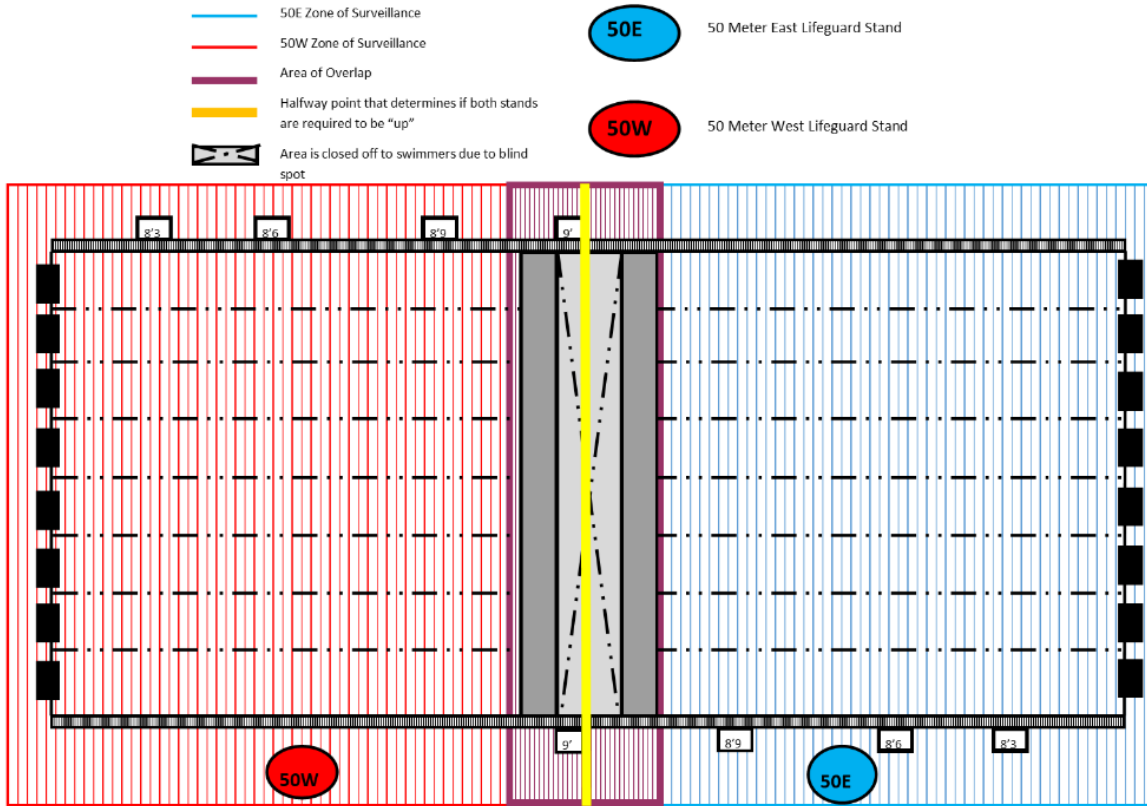 50E Zone of Surveillance
50W Zone of Surveillance
Area of Overlap
Halfway point that determines if both stands
are required to be “up”
Area is closed off to swimmers due to blind
spot
50E
50 Meter East Lifeguard Stand
50W
50 Meter West Lifeguard Stand
8'3
8'6
8'9
9'
9'
8'9
8'6
8'3
50W
50E